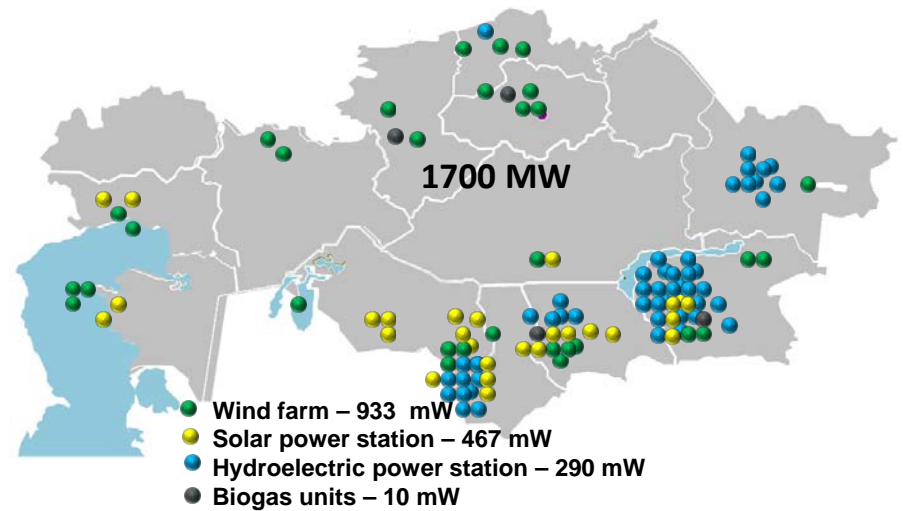 1700 MW
Wind farm – 933 mW
Solar power station – 467 mW
Hydroelectric power station – 290 mW
Biogas units – 10 mW